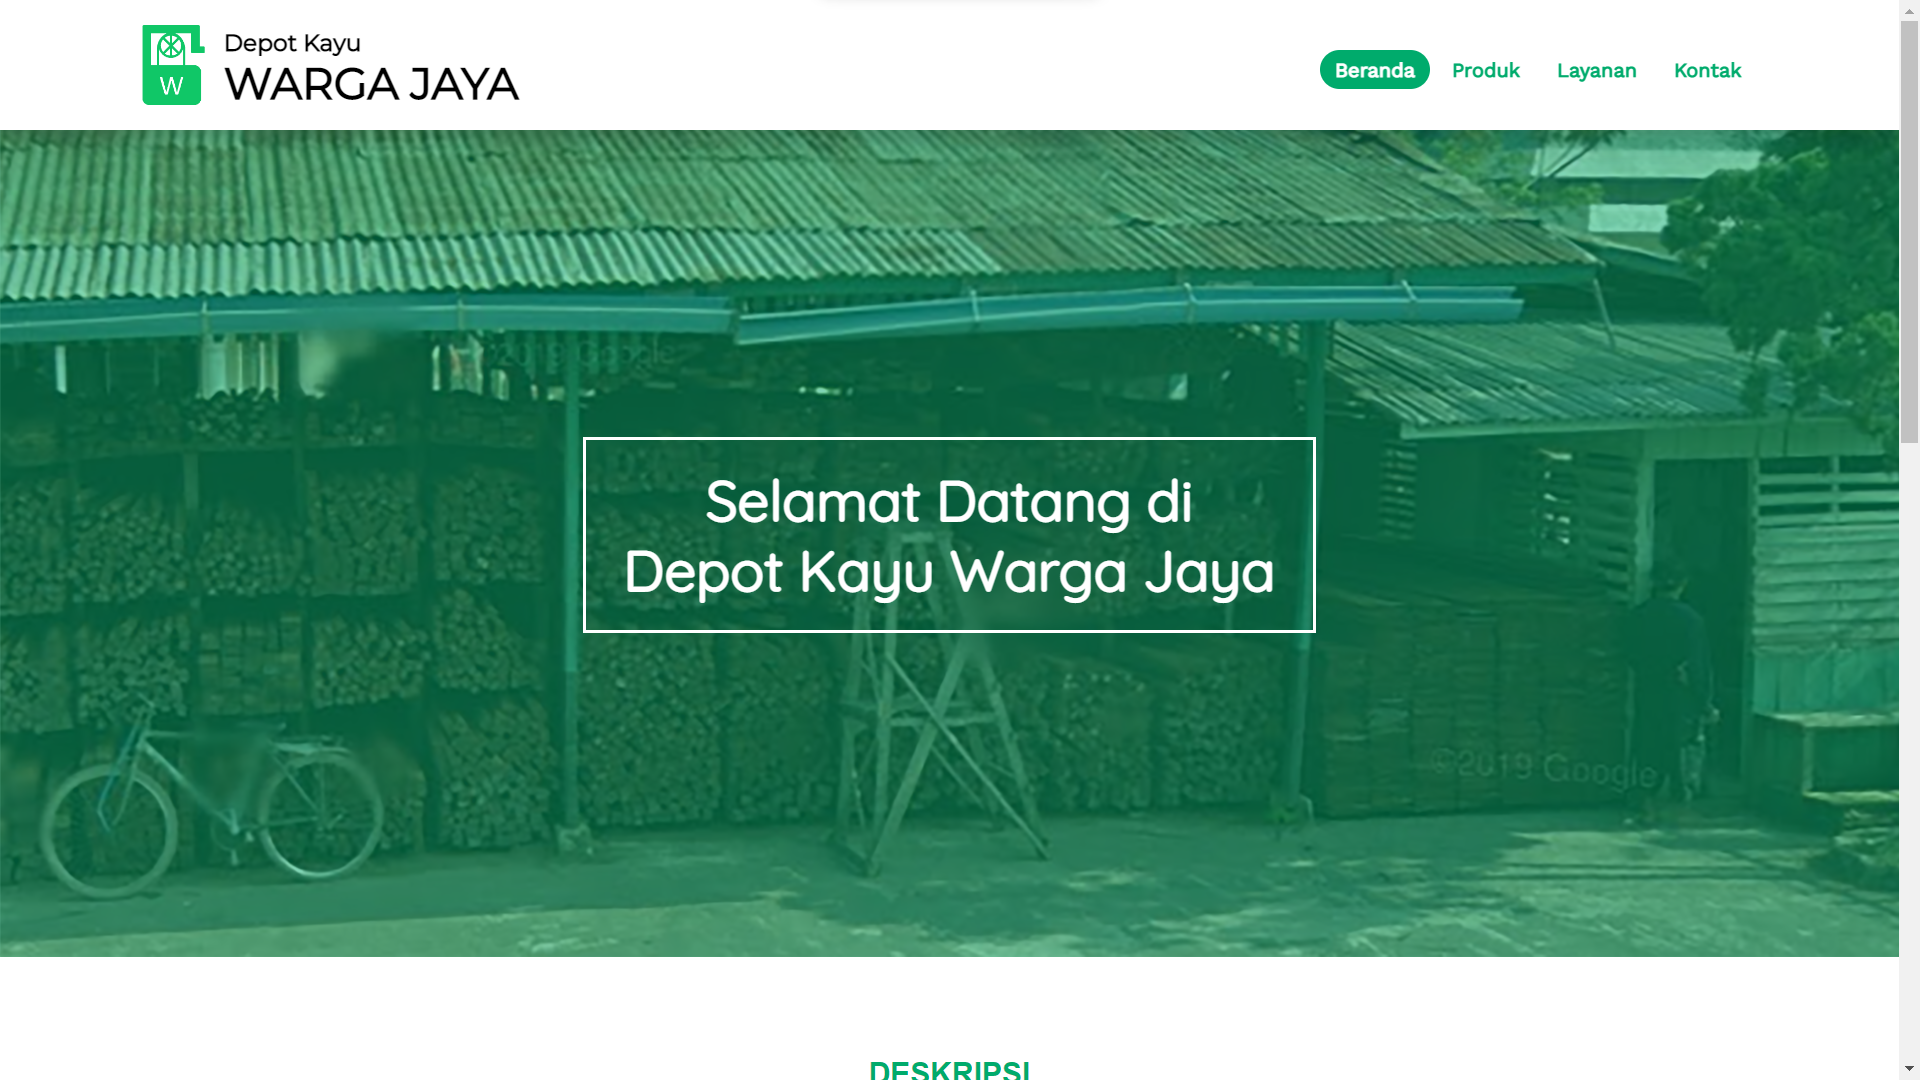 Depot Kayu
W
WARGA JAYA
Beranda
Produk
Layanan
Kontak
2019 Google
Selamat Datang di
Depot Kayu Warga Jaya
©2019 Google
DESKRIPSI